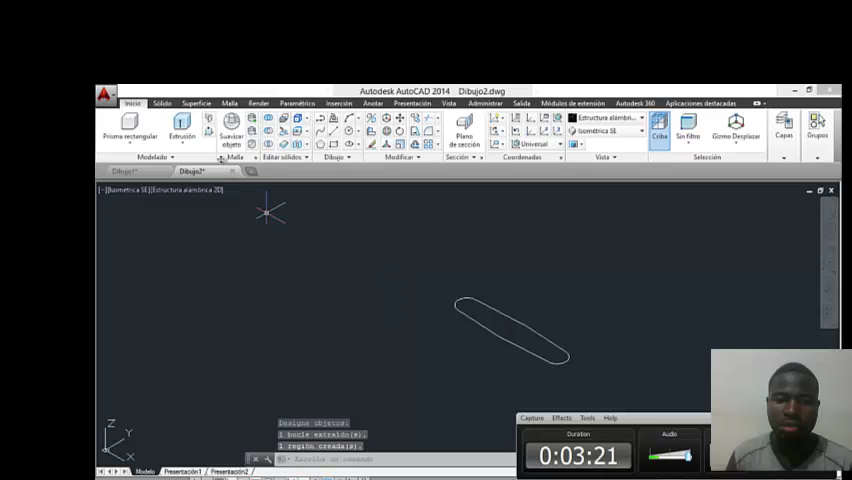 Autodesk AutoCAD 2014 Dibujo2.dwg
Inicio Sólido Superficie Malla Render Paramétrico Inserción Anotar Presentación Vista Administrar Salida Módulos de extensión Autodesk 360 Aplicaciones destacadas
Prisma rectangular Extrusión Suavizar objeto Plano de sección Estructura alámbri... Isométrica SE Universal Criba Sin filtro Gizmo Desplazar Capas Grupos
Modelado Malla Editar sólidos Dibujo Modificar Sección Coordenadas Vista Selección
Dibujo1* Dibujo2*
[−][Isométrica SE][Estructura alámbrica 2D]
Z
Y
X
Designe objetos:
1 bucle extraído(s).
1 región creada(s).
Escriba un comando
Modelo Presentación1 Presentación2
Capture Effects Tools Help
Duration Audio
0:03:21